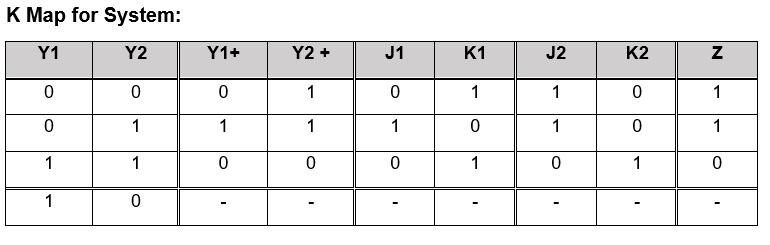 K Map for System:
Y1 Y2 Y1+ Y2 + J1 K1 J2 K2 Z
0 0 0 1 0 1 1 0 1
0 1 1 1 1 0 1 0 1
1 1 0 0 0 1 0 1 0
1 0 - - - - - - -